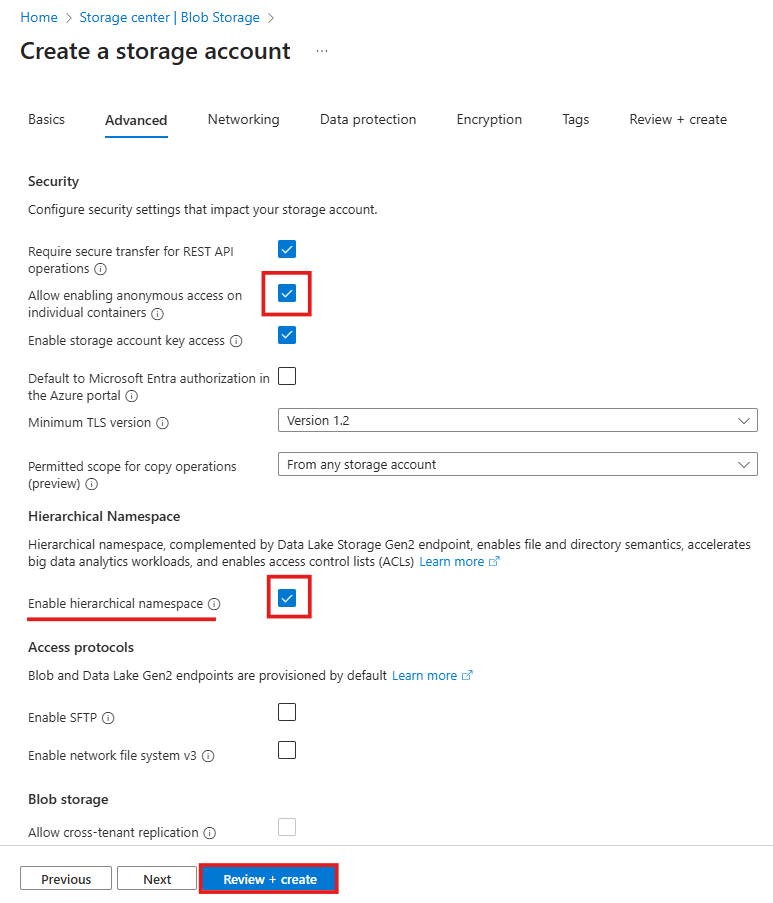 Home > Storage center | Blob Storage >
Create a storage account ...
Basics Advanced Networking Data protection Encryption Tags Review + create
Security
Configure security settings that impact your storage account.
Require secure transfer for REST API
operations
Allow enabling anonymous access on
individual containers
Enable storage account key access
Default to Microsoft Entra authorization in
the Azure portal
Minimum TLS version
Version 1.2
Permitted scope for copy operations
(preview)
From any storage account
Hierarchical Namespace
Hierarchical namespace, complemented by Data Lake Storage Gen2 endpoint, enables file and directory semantics, accelerates
big data analytics workloads, and enables access control lists (ACLs) Learn more
Enable hierarchical namespace
Access protocols
Blob and Data Lake Gen2 endpoints are provisioned by default Learn more
Enable SFTP
Enable network file system v3
Blob storage
Allow cross-tenant replication
Previous Next Review + create